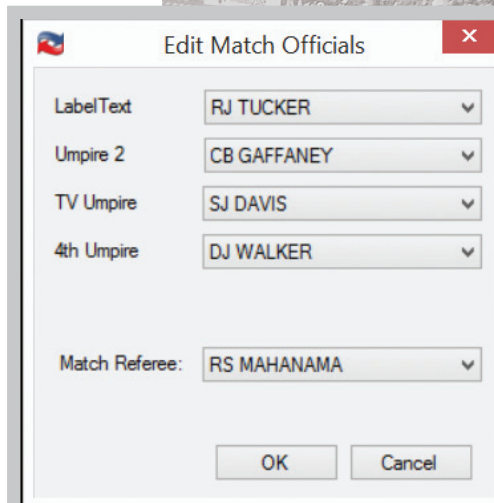 Edit Match Officials
LabelText RJ TUCKER
Umpire 2 CB GAFFANEY
TV Umpire SJ DAVIS
4th Umpire DJ WALKER
Match Referee: RS MAHANAMA
OK Cancel